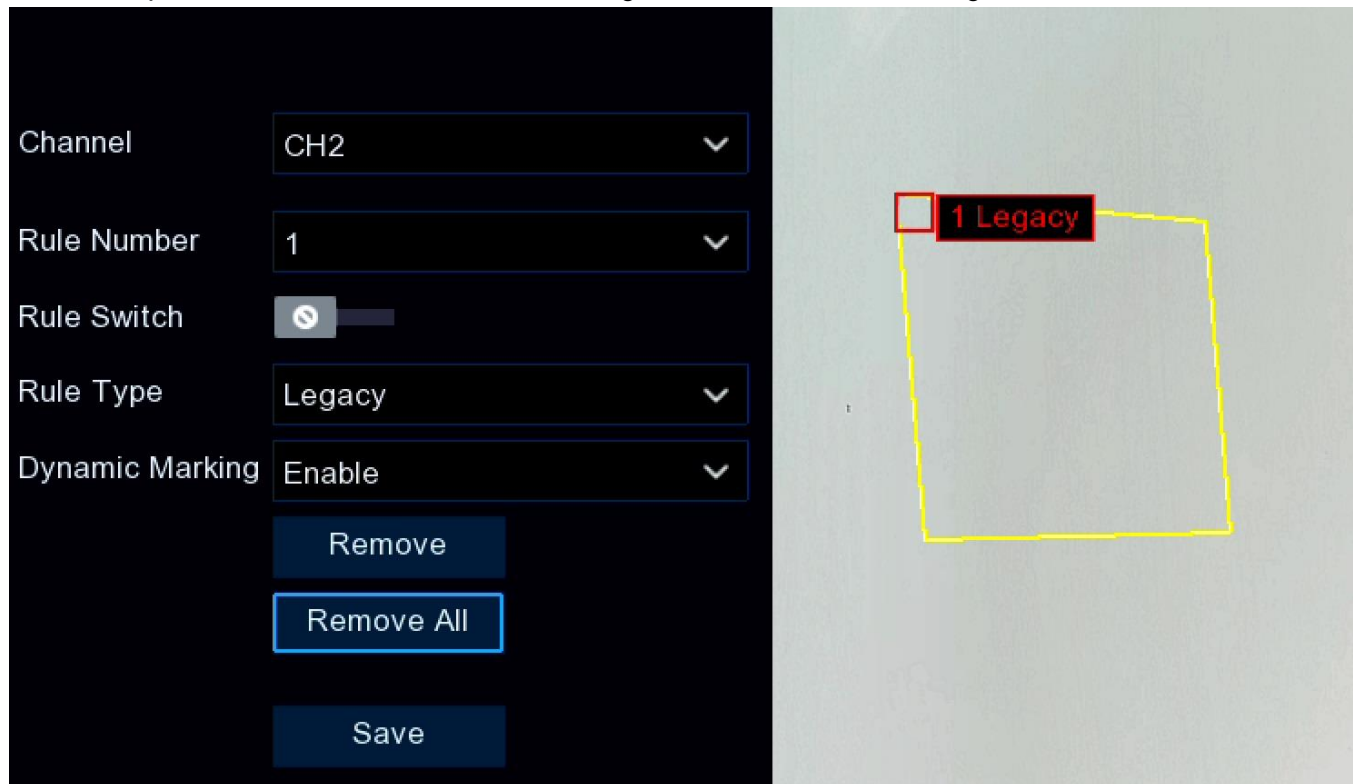 Channel CH2
Rule Number 1
Rule Switch
Rule Type Legacy
Dynamic Marking Enable
Remove
Remove All
Save
1 Legacy